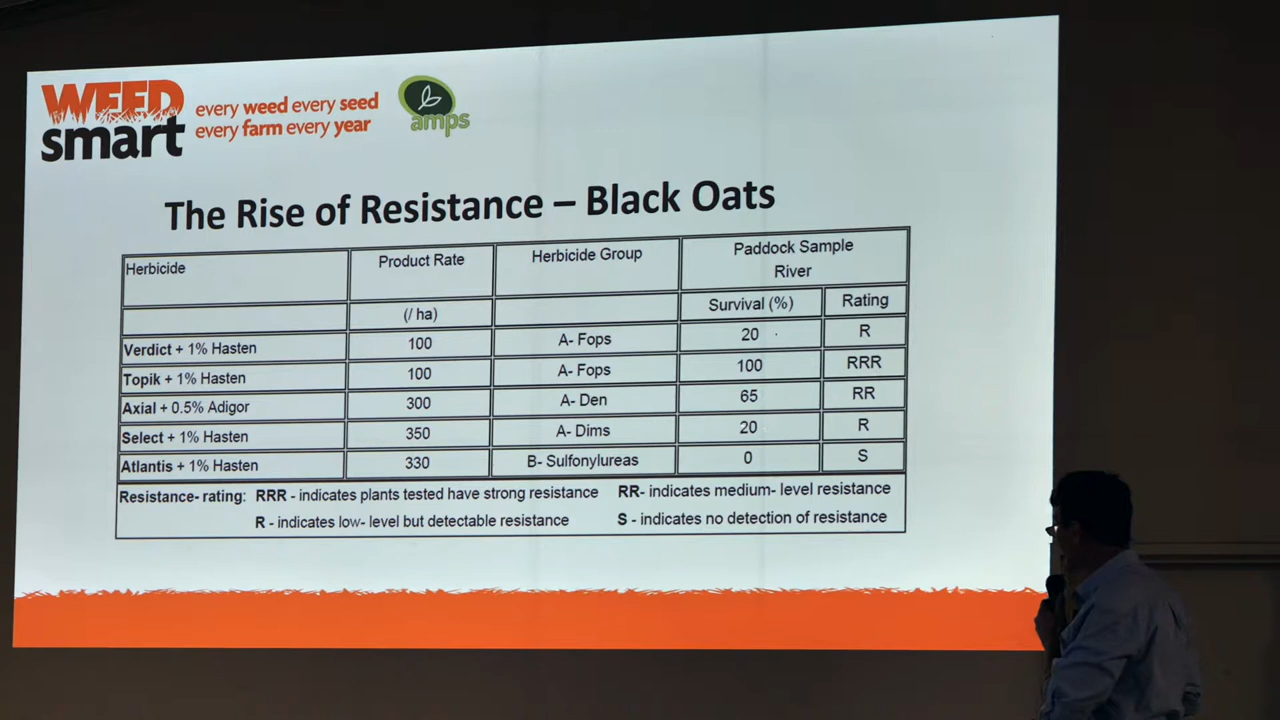 WEED
smart
every weed every seed
every farm every year
amps
The Rise of Resistance – Black Oats
Herbicide Product Rate Herbicide Group Paddock Sample
River
(/ ha) Survival (%) Rating
Verdict + 1% Hasten 100 A- Fops 20 R
Topik + 1% Hasten 100 A- Fops 100 RRR
Axial + 0.5% Adigor 300 A- Den 65 RR
Select + 1% Hasten 350 A- Dims 20 R
Atlantis + 1% Hasten 330 B- Sulfonylureas 0 S
Resistance- rating: RRR - indicates plants tested have strong resistance RR- indicates medium- level resistance
R - indicates low- level but detectable resistance S - indicates no detection of resistance